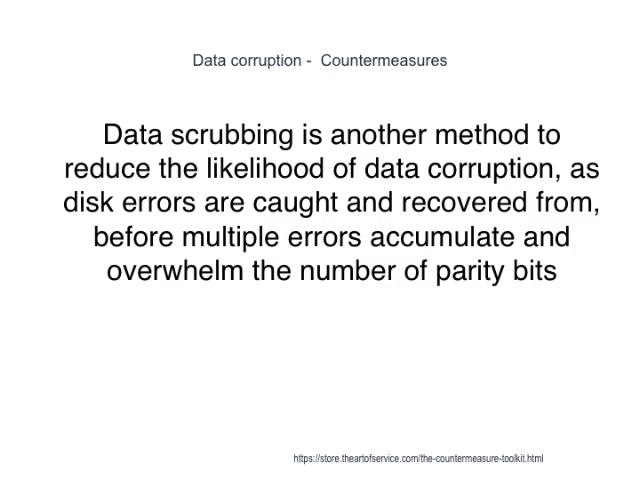 Data corruption -  Countermeasures
Data scrubbing is another method to
reduce the likelihood of data corruption, as
disk errors are caught and recovered from,
before multiple errors accumulate and
overwhelm the number of parity bits
https://store.theartofservice.com/the-countermeasure-toolkit.html